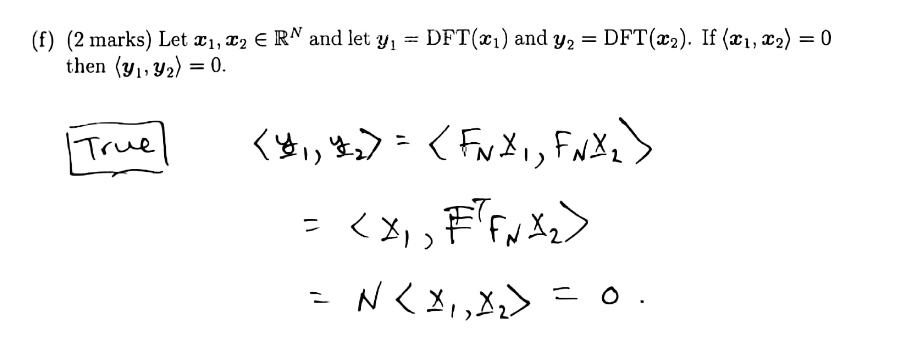 (f) (2 marks) Let x₁, x₂ ∈ ℝᴺ and let y₁ = DFT(x₁) and y₂ = DFT(x₂). If ⟨x₁, x₂⟩ = 0
then ⟨y₁, y₂⟩ = 0.
True ⟨y₁, y₂⟩ = ⟨F_N x₁, F_N x₂⟩
= ⟨x₁, F̅ᵀ F_N x₂⟩
= N⟨x₁, x₂⟩ = 0.